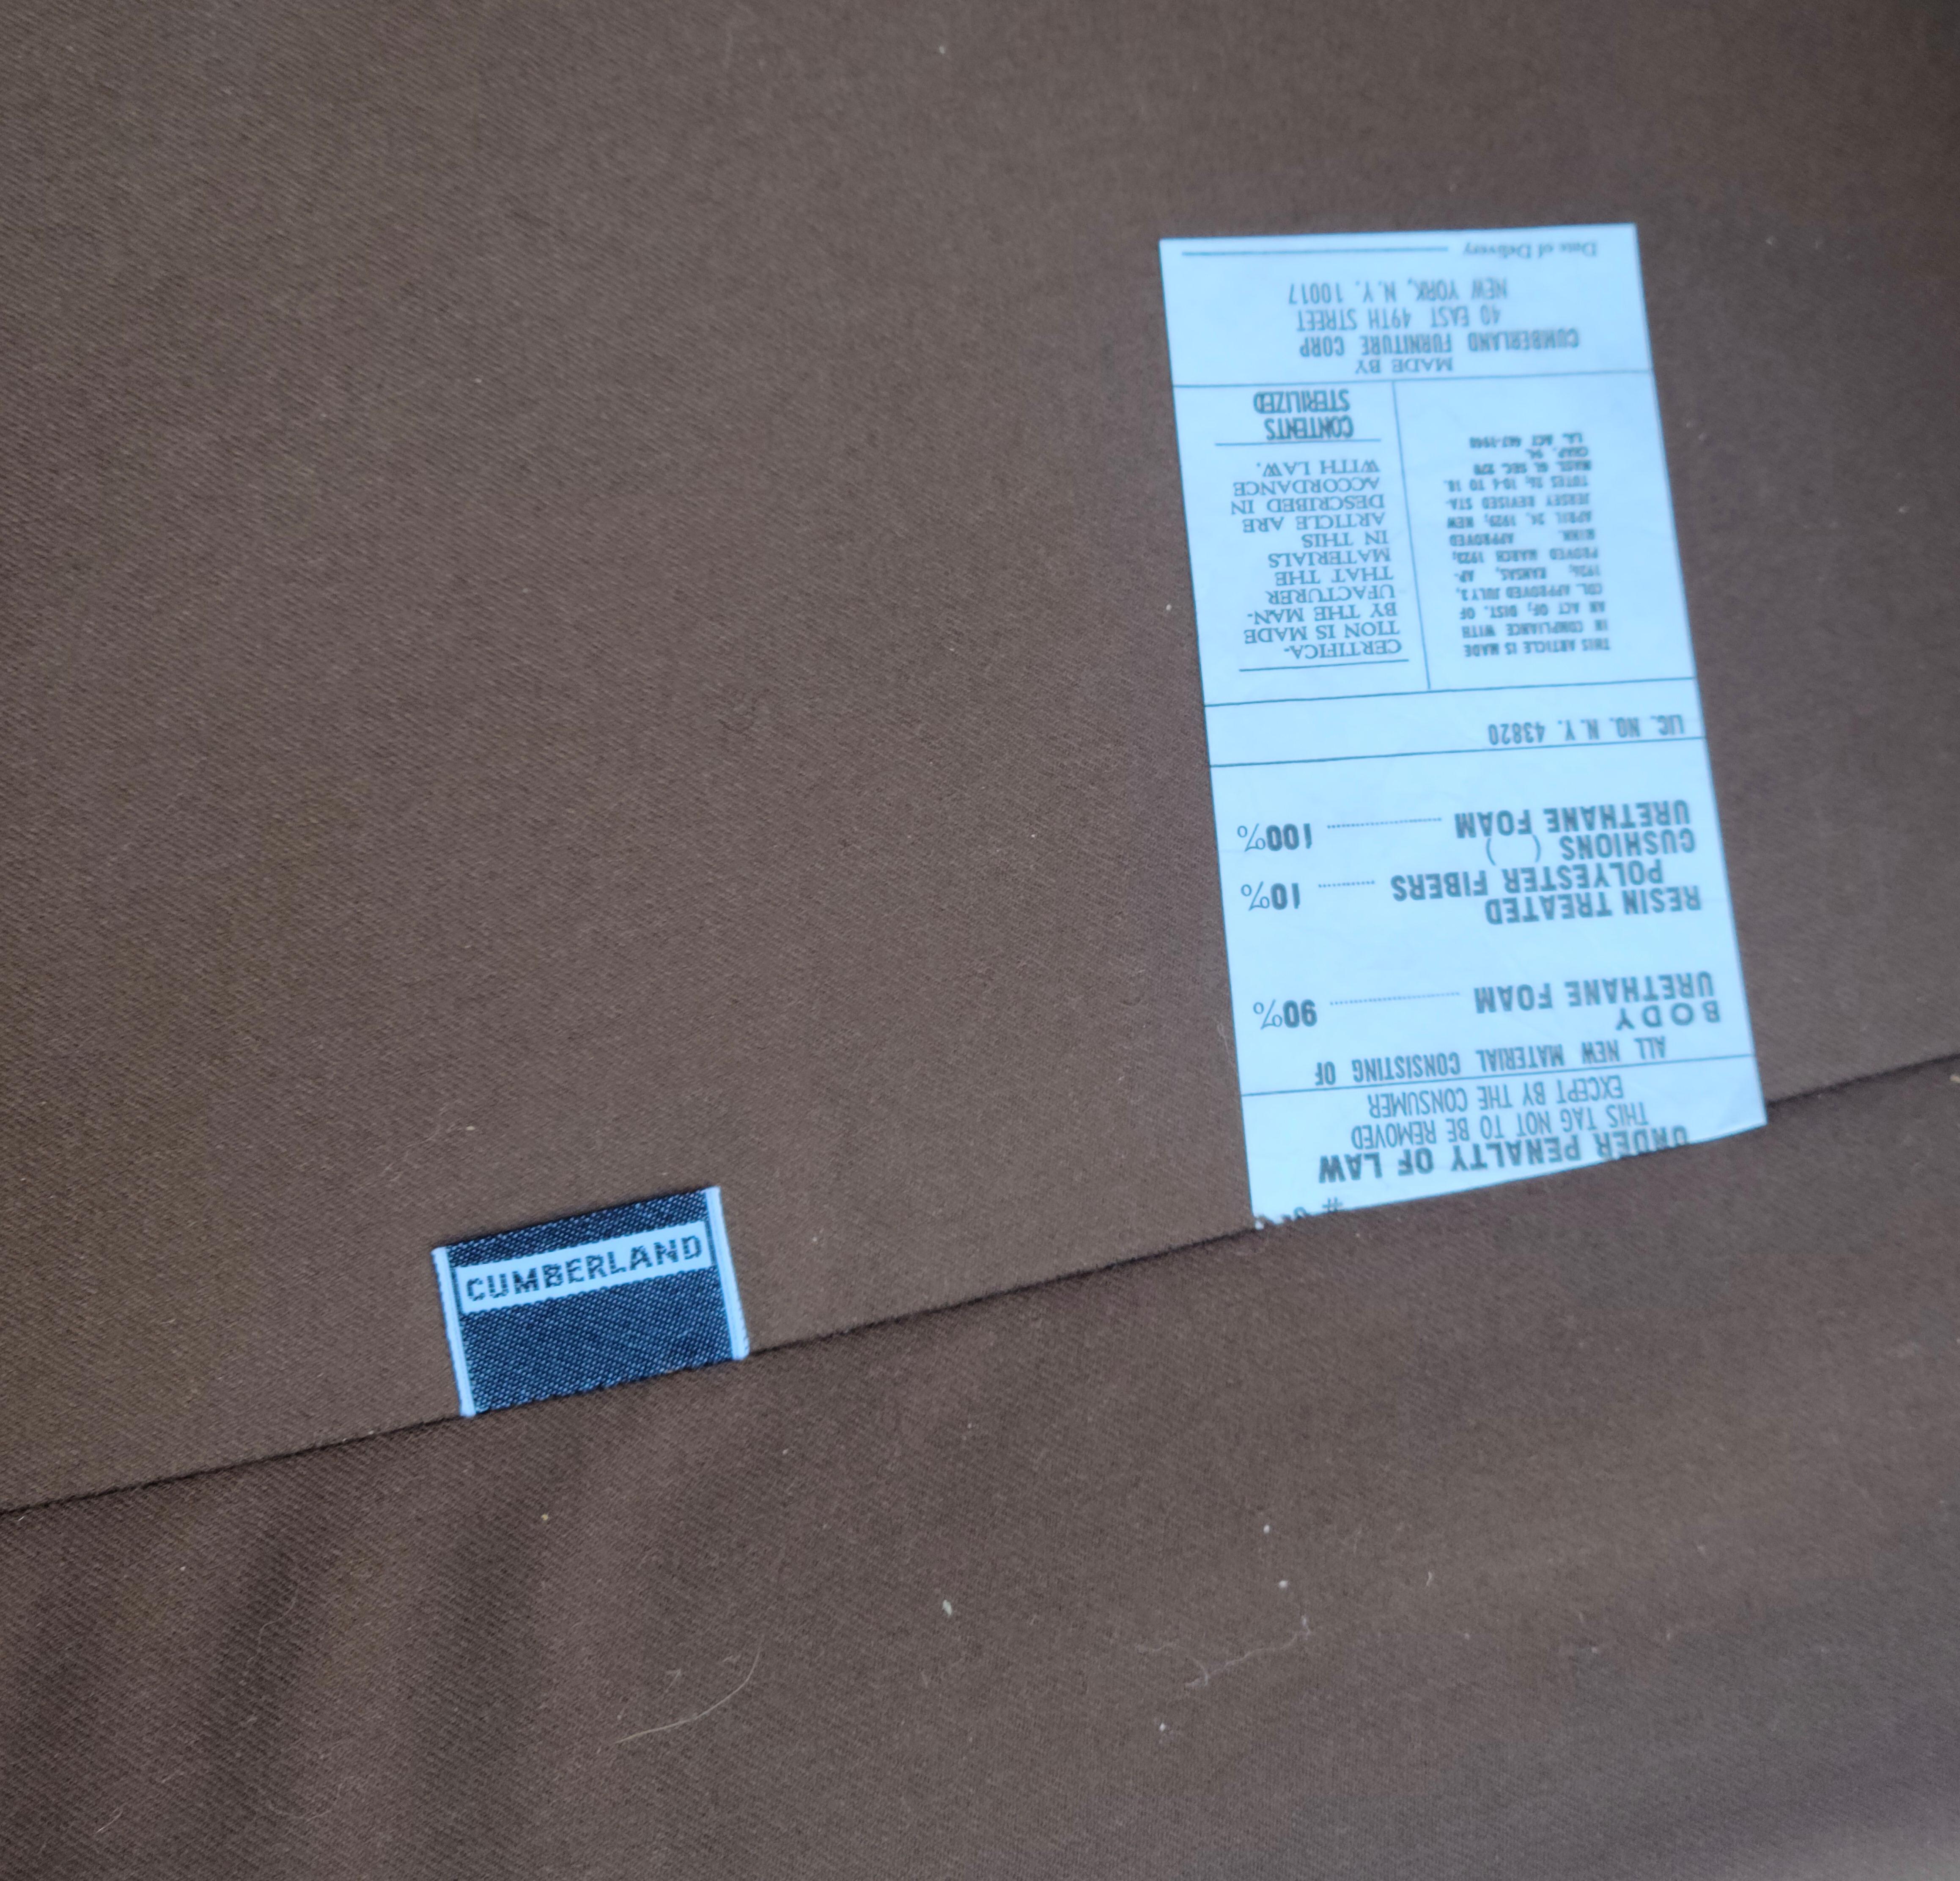 CUMBERLAND
#
UNDER PENALTY OF LAW
THIS TAG NOT TO BE REMOVED
EXCEPT BY THE CONSUMER
ALL NEW MATERIAL CONSISTING OF
BODY
URETHANE FOAM 90%
RESIN TREATED
POLYESTER FIBERS 10%
CUSHIONS ( )
URETHANE FOAM 100%
LIC. NO. N.Y. 43820
THIS ARTICLE IS MADE
IN COMPLIANCE WITH
AN ACT OF; DIST. OF
COL. APPROVED JULY 3,
1926; KANSAS, AP-
PROVED MARCH 1923;
MINN. APPROVED
APRIL 24, 1929; NEW
JERSEY REVISED STA-
TUTES 26; 10-6 TO 18.
MASS. GL SEC. 270
CHAP. 94.
LA. ACT 467-1948
CERTIFICA-
TION IS MADE
BY THE MAN-
UFACTURER
THAT THE
MATERIALS
IN THIS
ARTICLE ARE
DESCRIBED IN
ACCORDANCE
WITH LAW.
CONTENTS
STERILIZED
MADE BY
CUMBERLAND FURNITURE CORP
40 EAST 49TH STREET
NEW YORK, N.Y. 10017
Date of Delivery